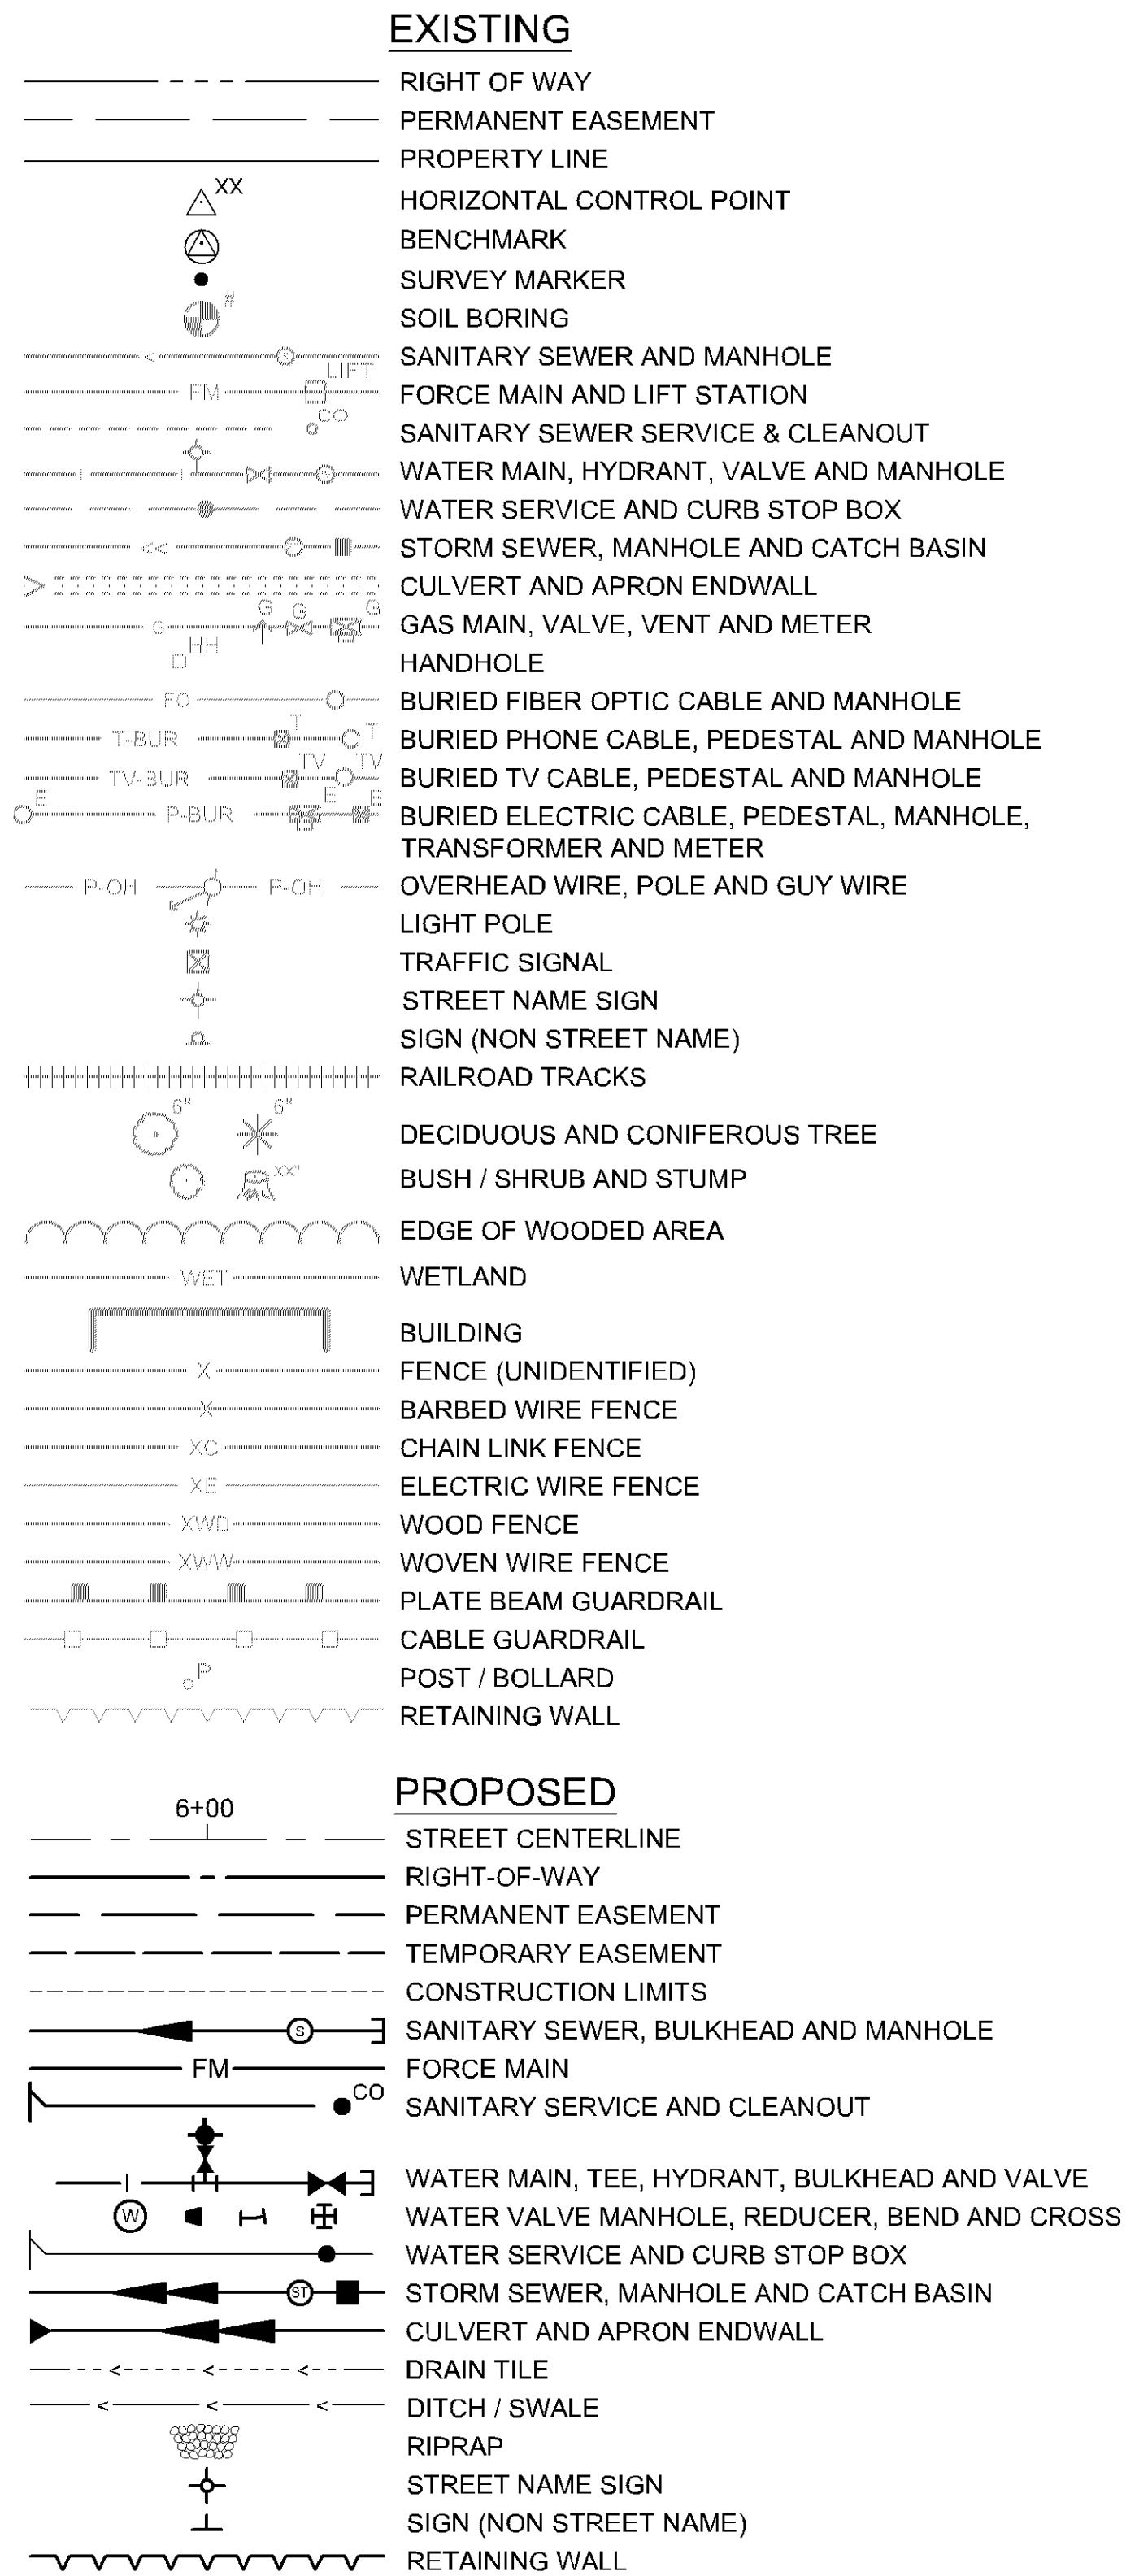 EXISTING
RIGHT OF WAY
PERMANENT EASEMENT
PROPERTY LINE
XX HORIZONTAL CONTROL POINT
BENCHMARK
SURVEY MARKER
# SOIL BORING
< S SANITARY SEWER AND MANHOLE
FM LIFT FORCE MAIN AND LIFT STATION
CO SANITARY SEWER SERVICE & CLEANOUT
I I WATER MAIN, HYDRANT, VALVE AND MANHOLE
WATER SERVICE AND CURB STOP BOX
<< STORM SEWER, MANHOLE AND CATCH BASIN
> CULVERT AND APRON ENDWALL
G G G G GAS MAIN, VALVE, VENT AND METER
HH HANDHOLE
FO BURIED FIBER OPTIC CABLE AND MANHOLE
T-BUR T T BURIED PHONE CABLE, PEDESTAL AND MANHOLE
TV-BUR TV TV BURIED TV CABLE, PEDESTAL AND MANHOLE
E P-BUR E E BURIED ELECTRIC CABLE, PEDESTAL, MANHOLE,
TRANSFORMER AND METER
P-OH P-OH OVERHEAD WIRE, POLE AND GUY WIRE
LIGHT POLE
TRAFFIC SIGNAL
STREET NAME SIGN
SIGN (NON STREET NAME)
RAILROAD TRACKS
6" 6" DECIDUOUS AND CONIFEROUS TREE
XX" BUSH / SHRUB AND STUMP
EDGE OF WOODED AREA
WET WETLAND
BUILDING
X FENCE (UNIDENTIFIED)
X BARBED WIRE FENCE
XC CHAIN LINK FENCE
XE ELECTRIC WIRE FENCE
XWD WOOD FENCE
XWW WOVEN WIRE FENCE
PLATE BEAM GUARDRAIL
CABLE GUARDRAIL
P POST / BOLLARD
RETAINING WALL
PROPOSED
6+00 STREET CENTERLINE
RIGHT-OF-WAY
PERMANENT EASEMENT
TEMPORARY EASEMENT
CONSTRUCTION LIMITS
S SANITARY SEWER, BULKHEAD AND MANHOLE
FM FORCE MAIN
CO SANITARY SERVICE AND CLEANOUT
I WATER MAIN, TEE, HYDRANT, BULKHEAD AND VALVE
W WATER VALVE MANHOLE, REDUCER, BEND AND CROSS
WATER SERVICE AND CURB STOP BOX
ST STORM SEWER, MANHOLE AND CATCH BASIN
CULVERT AND APRON ENDWALL
< < < DRAIN TILE
< < < DITCH / SWALE
RIPRAP
STREET NAME SIGN
SIGN (NON STREET NAME)
RETAINING WALL